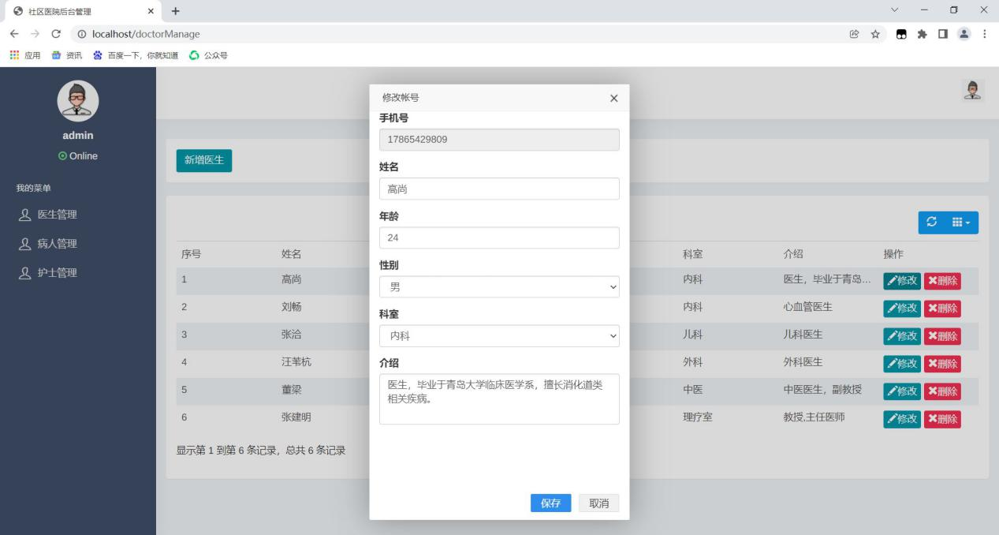 社区医院后台管理
localhost/doctorManage
应用 资讯 百度一下，你就知道 公众号
admin
Online
我的菜单
医生管理
病人管理
护士管理
新增医生
序号 姓名 科室 介绍 操作
1 高尚 内科 医生，毕业于青岛... 修改 删除
2 刘畅 内科 心血管医生 修改 删除
3 张洽 儿科 儿科医生 修改 删除
4 汪苇杭 外科 外科医生 修改 删除
5 董梁 中医 中医医生，副教授 修改 删除
6 张建明 理疗室 教授,主任医师 修改 删除
显示第 1 到第 6 条记录，总共 6 条记录
修改帐号
手机号
17865429809
姓名
高尚
年龄
24
性别
男
科室
内科
介绍
医生，毕业于青岛大学临床医学系，擅长消化道类
相关疾病。
保存 取消